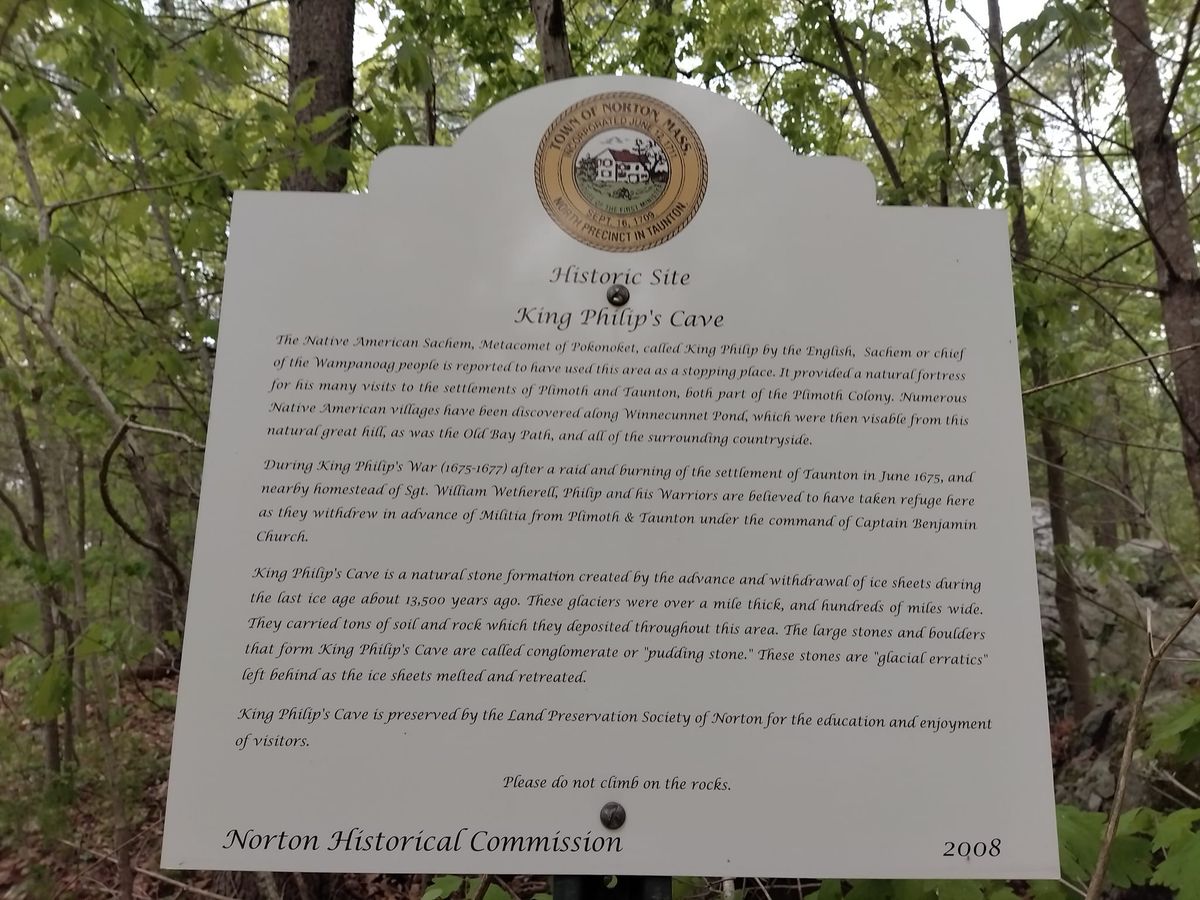 TOWN OF NORTON, MASS.
INCORPORATED JUNE
OF THE FIRST
SEPT. 16, 1709
NORTH PRECINCT IN TAUNTON
Historic Site
King Philip's Cave
The Native American Sachem, Metacomet of Pokonoket, called King Philip by the English, Sachem or chief
of the Wampanoag people is reported to have used this area as a stopping place. It provided a natural fortress
for his many visits to the settlements of Plimoth and Taunton, both part of the Plimoth Colony. Numerous
Native American villages have been discovered along Winnecunnet Pond, which were then visable from this
natural great hill, as was the Old Bay Path, and all of the surrounding countryside.
During King Philip's War (1675-1677) after a raid and burning of the settlement of Taunton in June 1675, and
nearby homestead of Sgt. William Wetherell, Philip and his Warriors are believed to have taken refuge here
as they withdrew in advance of Militia from Plimoth & Taunton under the command of Captain Benjamin
Church.
King Philip's Cave is a natural stone formation created by the advance and withdrawal of ice sheets during
the last ice age about 13,500 years ago. These glaciers were over a mile thick, and hundreds of miles wide.
They carried tons of soil and rock which they deposited throughout this area. The large stones and boulders
that form King Philip's Cave are called conglomerate or "pudding stone." These stones are "glacial erratics"
left behind as the ice sheets melted and retreated.
King Philip's Cave is preserved by the Land Preservation Society of Norton for the education and enjoyment
of visitors.
Please do not climb on the rocks.
Norton Historical Commission
2008